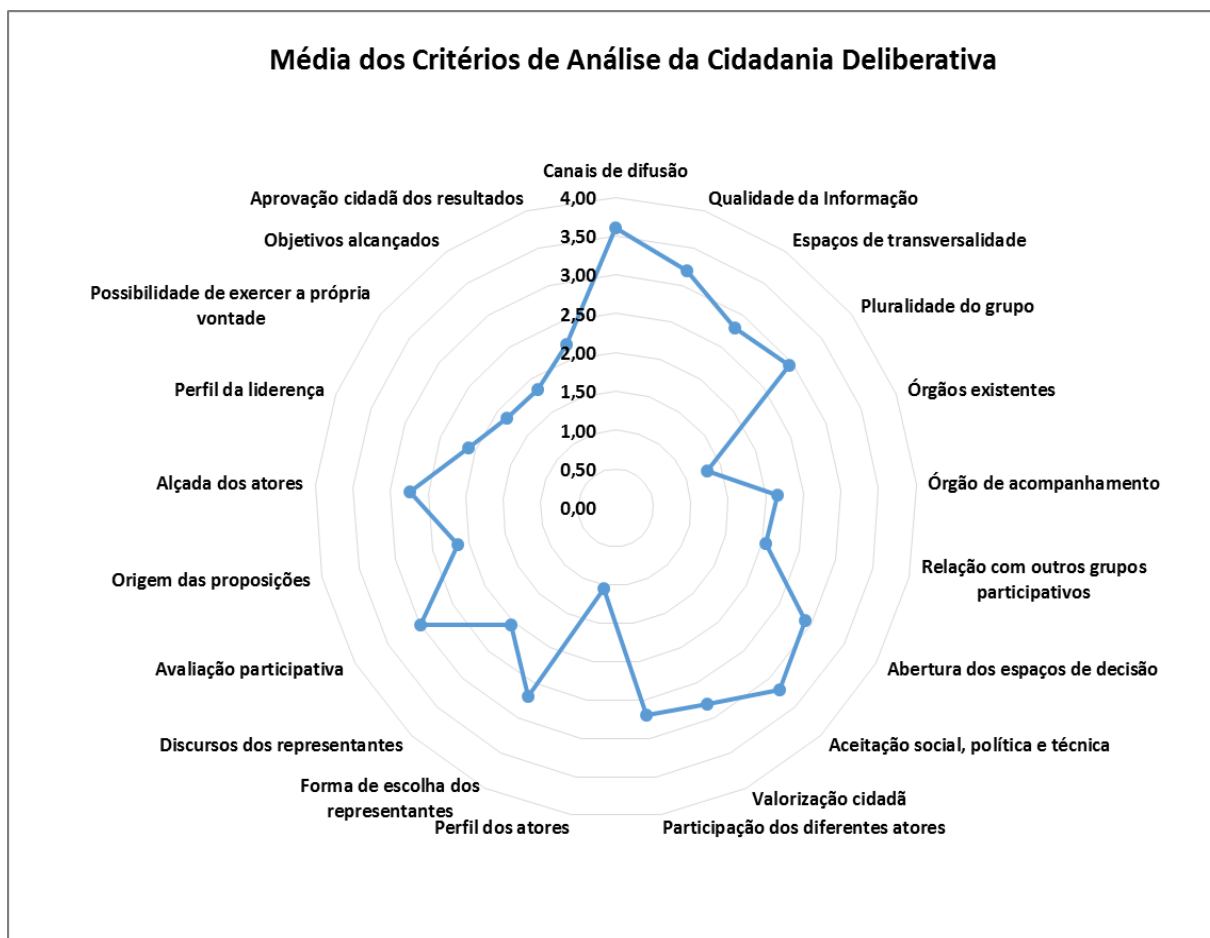 Média dos Critérios de Análise da Cidadania Deliberativa
Canais de difusão
Qualidade da Informação
Espaços de transversalidade
Pluralidade do grupo
Órgãos existentes
Órgão de acompanhamento
Relação com outros grupos
participativos
Abertura dos espaços de decisão
Aceitação social, política e técnica
Valorização cidadã
Participação dos diferentes atores
Perfil dos atores
Forma de escolha dos
representantes
Discursos dos representantes
Avaliação participativa
Origem das proposições
Alçada dos atores
Perfil da liderença
Possibilidade de exercer a própria
vontade
Objetivos alcançados
Aprovação cidadã dos resultados
4,00
3,50
3,00
2,50
2,00
1,50
1,00
0,50
0,00